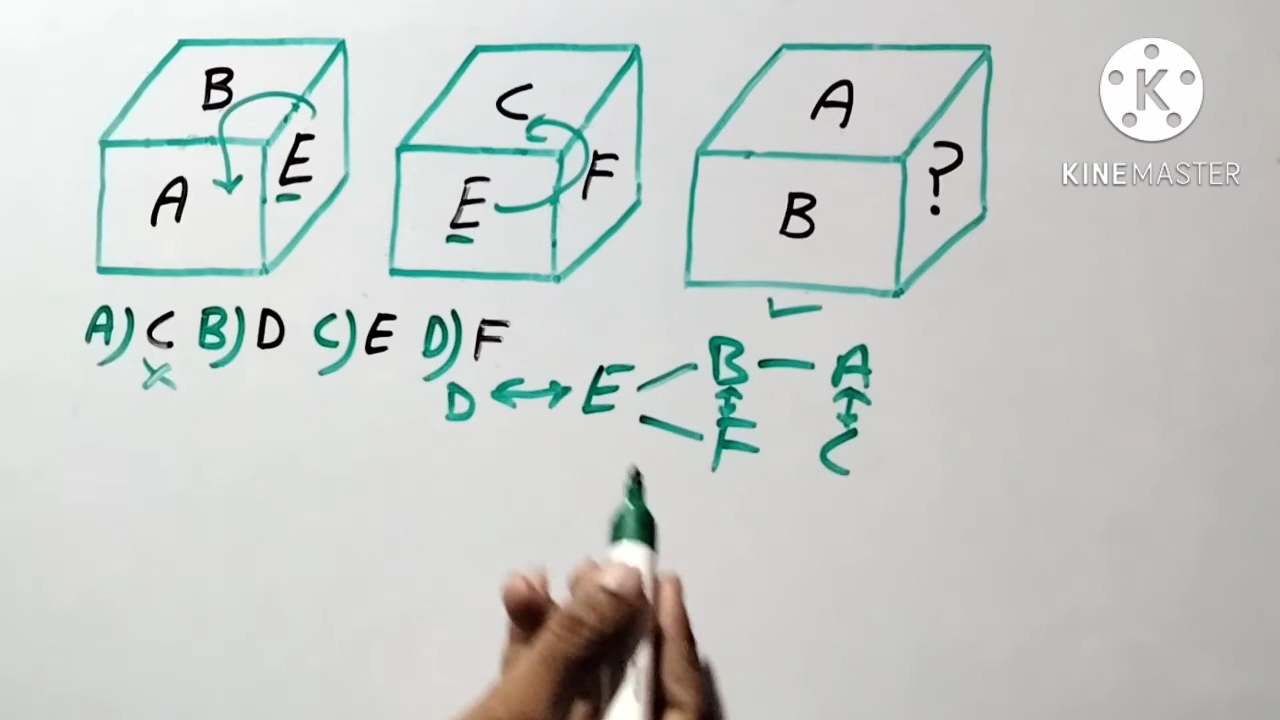 B C A
A E E F B ?
K
KINEMASTER
A) C B) D C) E D) F
D ↔ E B — A
F C